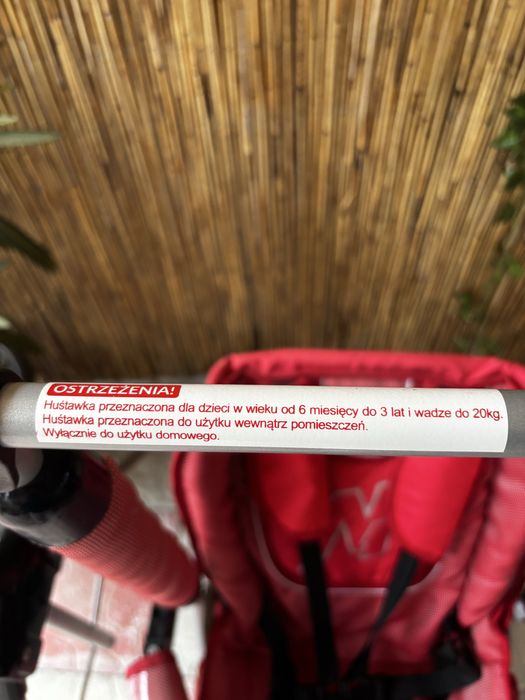 OSTRZEŻENIA!
Huśtawka przeznaczona dla dzieci w wieku od 6 miesięcy do 3 lat i wadze do 20kg.
Huśtawka przeznaczona do użytku wewnątrz pomieszczeń.
Wyłącznie do użytku domowego.